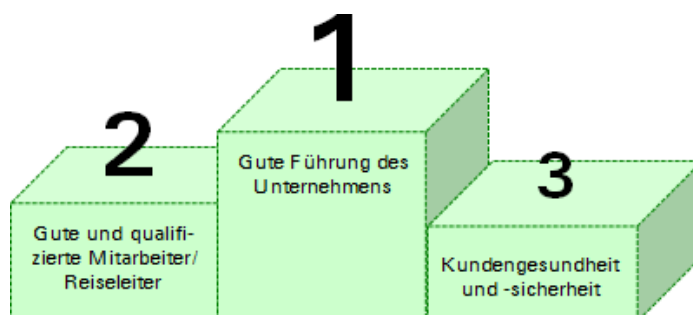 1
Gute Führung des
Unternehmens
2
Gute und qualifi-
zierte Mitarbeiter/
Reiseleiter
3
Kundengesundheit
und -sicherheit